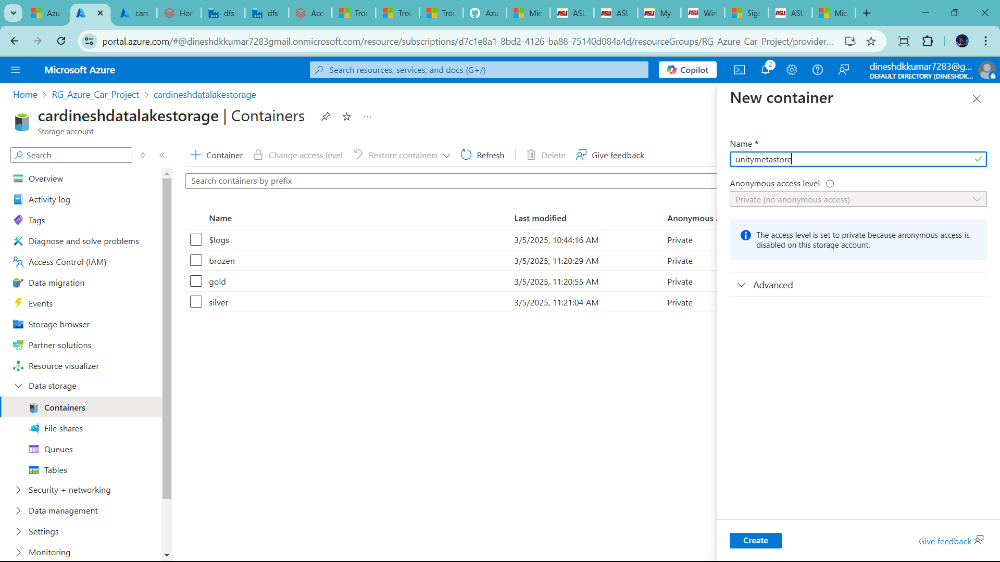 Azu
cars
Hon
dfs-
dfs-
Acc
Trou
Trou
Trou
Azu
Mic
ASU
ASU
My
Win
Sig
ASU
Mic
portal.azure.com/#@dineshdkkumar7283gmail.onmicrosoft.com/resource/subscriptions/d7c1e8a1-8bd2-4126-ba88-75140d084a4d/resourceGroups/RG_Azure_Car_Project/provider...
Microsoft Azure
Search resources, services, and docs (G+/)
Copilot
2
dineshdkkumar7283@g...
DEFAULT DIRECTORY (DINESHDK...
Home > RG_Azure_Car_Project > cardineshdatalakestorage
cardineshdatalakestorage | Containers
Storage account
Search
Overview
Activity log
Tags
Diagnose and solve problems
Access Control (IAM)
Data migration
Events
Storage browser
Partner solutions
Resource visualizer
Data storage
Containers
File shares
Queues
Tables
Security + networking
Data management
Settings
Monitoring
Container
Change access level
Restore containers
Refresh
Delete
Give feedback
Search containers by prefix
Name Last modified Anonymous a
$logs 3/5/2025, 10:44:16 AM Private
brozen 3/5/2025, 11:20:29 AM Private
gold 3/5/2025, 11:20:55 AM Private
silver 3/5/2025, 11:21:04 AM Private
New container
Name *
unitymetastore
Anonymous access level
Private (no anonymous access)
The access level is set to private because anonymous access is
disabled on this storage account.
Advanced
Create
Give feedback